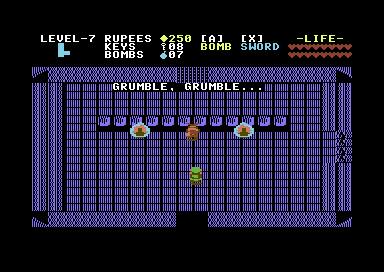 LEVEL-7 RUPEES 250 [A] [X] -LIFE-
KEYS 08 BOMB SWORD
BOMBS 07
GRUMBLE, GRUMBLE...